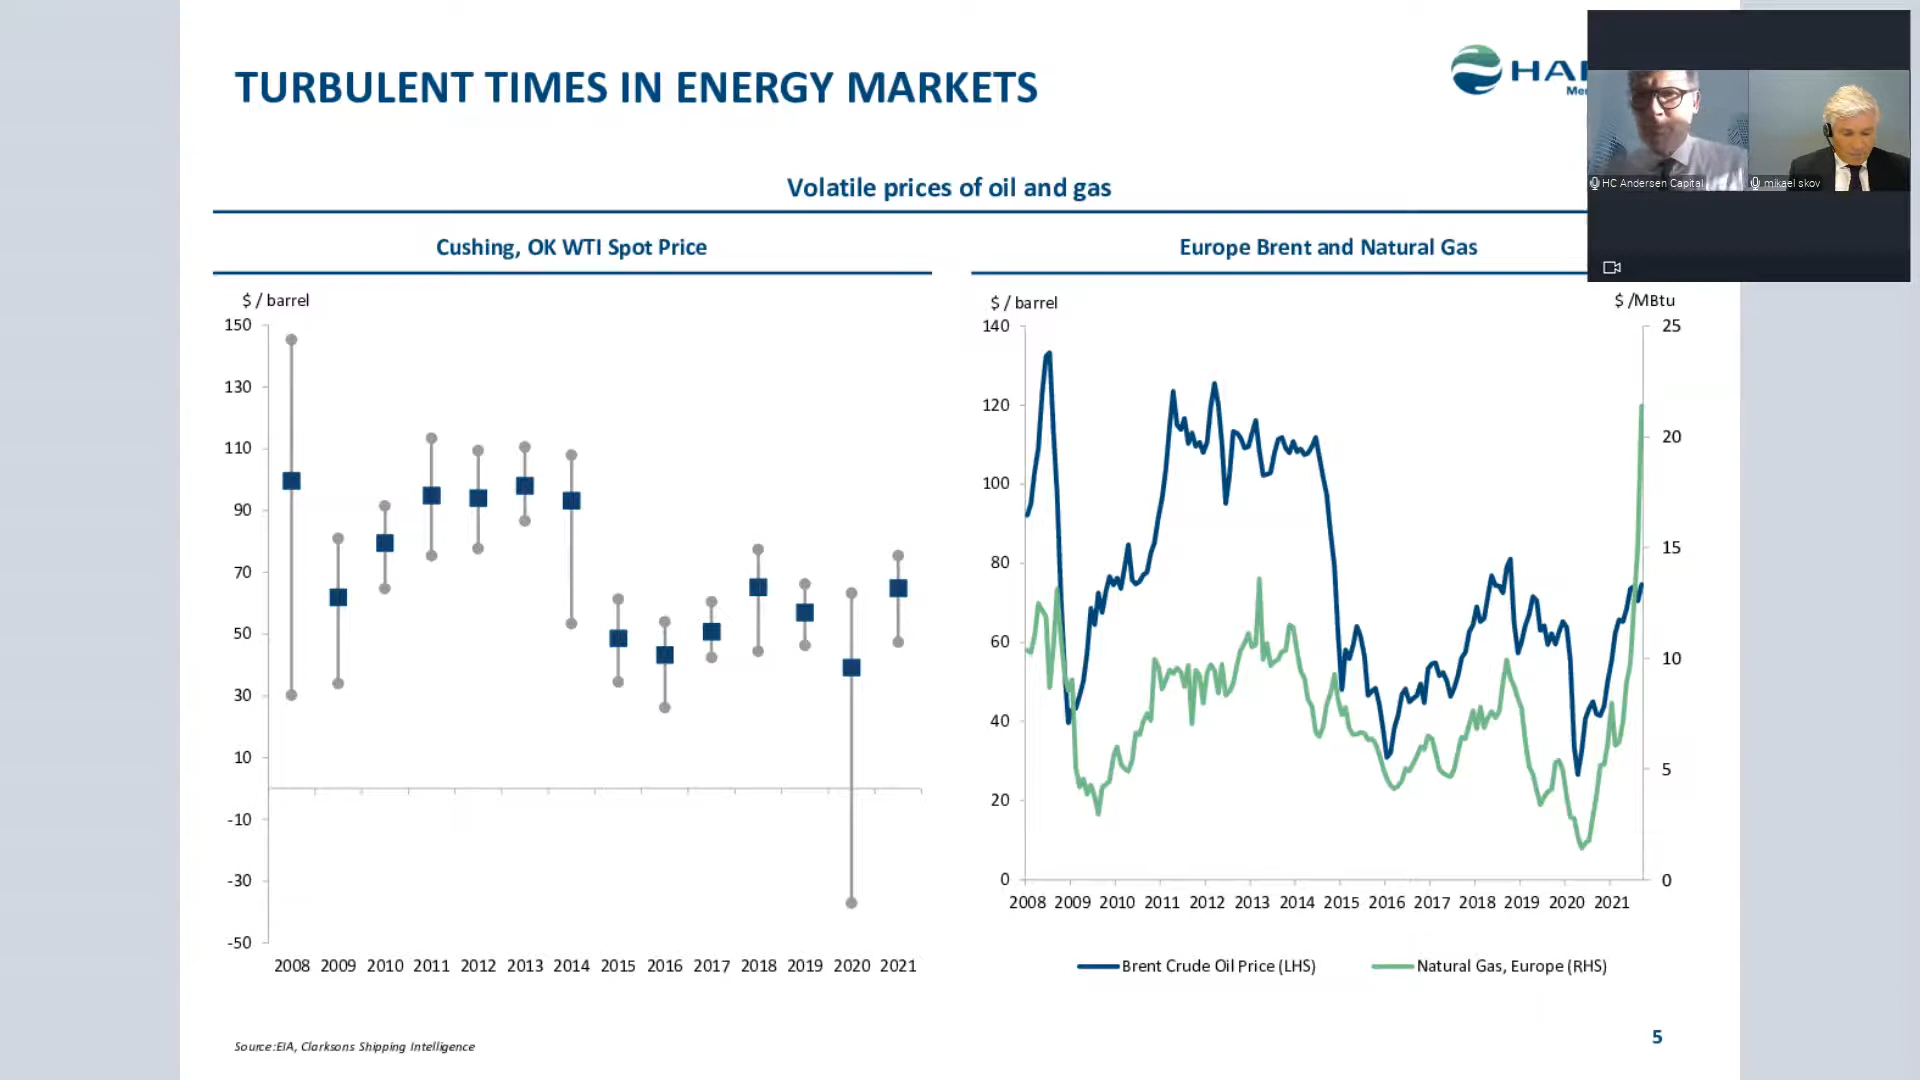 TURBULENT TIMES IN ENERGY MARKETS
HC Andersen Capital
mikael skov
Volatile prices of oil and gas
Cushing, OK WTI Spot Price
$ / barrel
150
130
110
90
70
50
30
10
-10
-30
-50
2008 2009 2010 2011 2012 2013 2014 2015 2016 2017 2018 2019 2020 2021
Europe Brent and Natural Gas
$ / barrel
$ /MBtu
140
120
100
80
60
40
20
0
25
20
15
10
5
0
2008 2009 2010 2011 2012 2013 2014 2015 2016 2017 2018 2019 2020 2021
Brent Crude Oil Price (LHS)
Natural Gas, Europe (RHS)
Source:EIA, Clarksons Shipping Intelligence
5